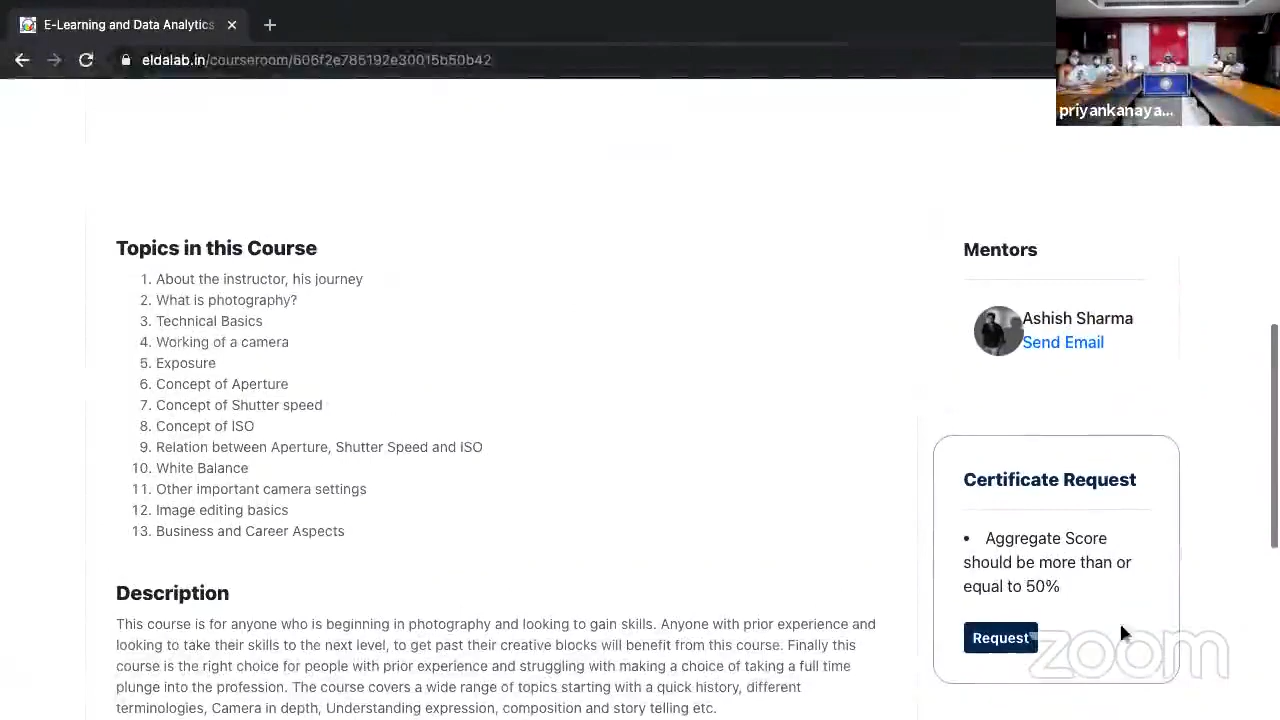 E-Learning and Data Analytics
eldalab.in/courseroom/606f2e785192e30015b50b42
priyankanaya...
Topics in this Course
1. About the instructor, his journey
2. What is photography?
3. Technical Basics
4. Working of a camera
5. Exposure
6. Concept of Aperture
7. Concept of Shutter speed
8. Concept of ISO
9. Relation between Aperture, Shutter Speed and ISO
10. White Balance
11. Other important camera settings
12. Image editing basics
13. Business and Career Aspects
Description
This course is for anyone who is beginning in photography and looking to gain skills. Anyone with prior experience and
looking to take their skills to the next level, to get past their creative blocks will benefit from this course. Finally this
course is the right choice for people with prior experience and struggling with making a choice of taking a full time
plunge into the profession. The course covers a wide range of topics starting with a quick history, different
terminologies, Camera in depth, Understanding expression, composition and story telling etc.
Mentors
Ashish Sharma
Send Email
Certificate Request
• Aggregate Score
should be more than or
equal to 50%
Request
zoom